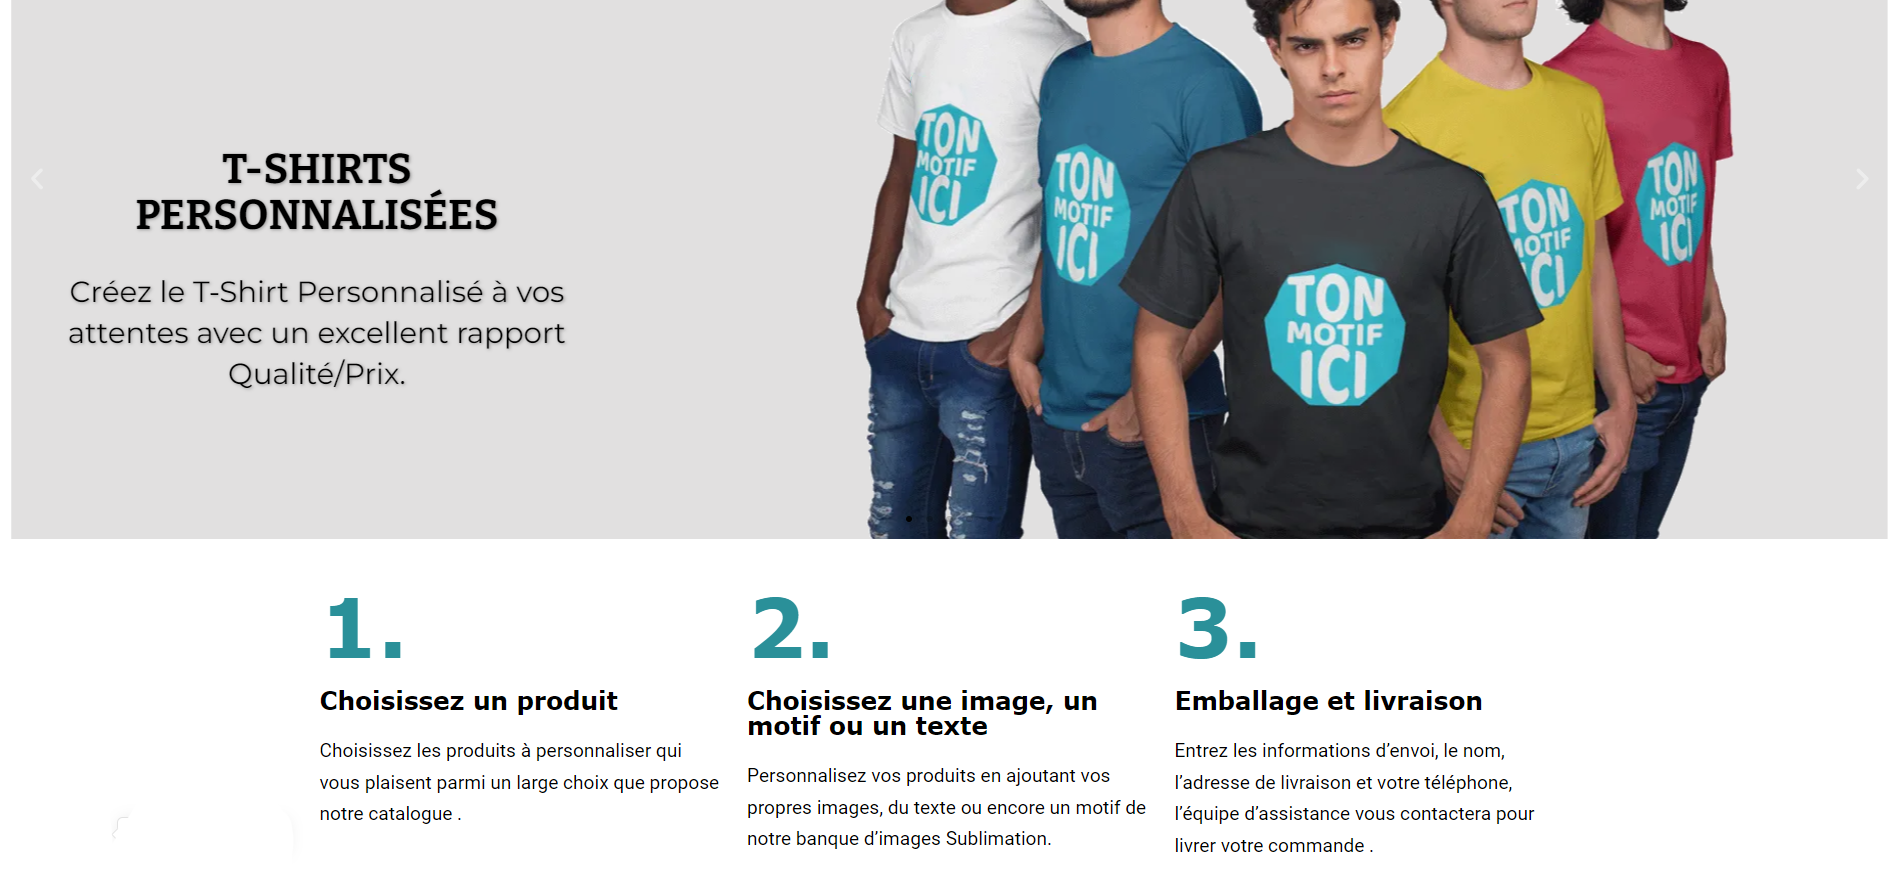 T-SHIRTS
PERSONNALISÉES
Créez le T-Shirt Personnalisé à vos
attentes avec un excellent rapport
Qualité/Prix.
TON
MOTIF
ICI
TON
MOTIF
ICI
TON
MOTIF
ICI
TON
MOTIF
ICI
TON
MOTIF
ICI
1.
Choisissez un produit
Choisissez les produits à personnaliser qui
vous plaisent parmi un large choix que propose
notre catalogue .
2.
Choisissez une image, un
motif ou un texte
Personnalisez vos produits en ajoutant vos
propres images, du texte ou encore un motif de
notre banque d’images Sublimation.
3.
Emballage et livraison
Entrez les informations d’envoi, le nom,
l’adresse de livraison et votre téléphone,
l’équipe d’assistance vous contactera pour
livrer votre commande .